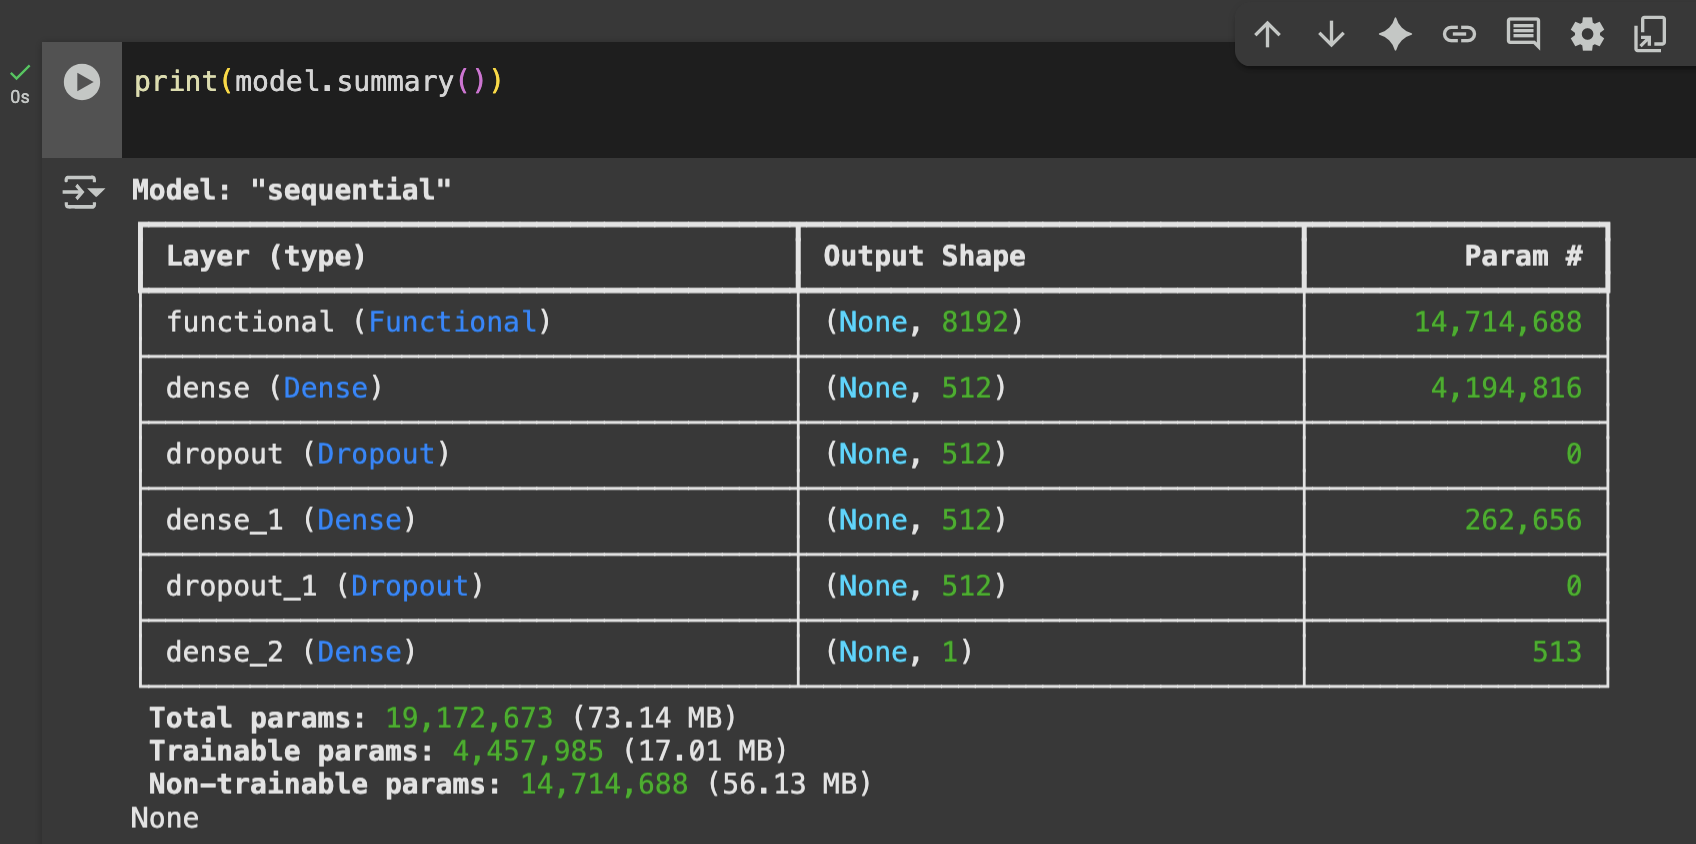 print(model.summary())
0s
Model: "sequential"
Layer (type) Output Shape Param #
functional (Functional) (None, 8192) 14,714,688
dense (Dense) (None, 512) 4,194,816
dropout (Dropout) (None, 512) 0
dense_1 (Dense) (None, 512) 262,656
dropout_1 (Dropout) (None, 512) 0
dense_2 (Dense) (None, 1) 513
Total params: 19,172,673 (73.14 MB)
Trainable params: 4,457,985 (17.01 MB)
Non-trainable params: 14,714,688 (56.13 MB)
None